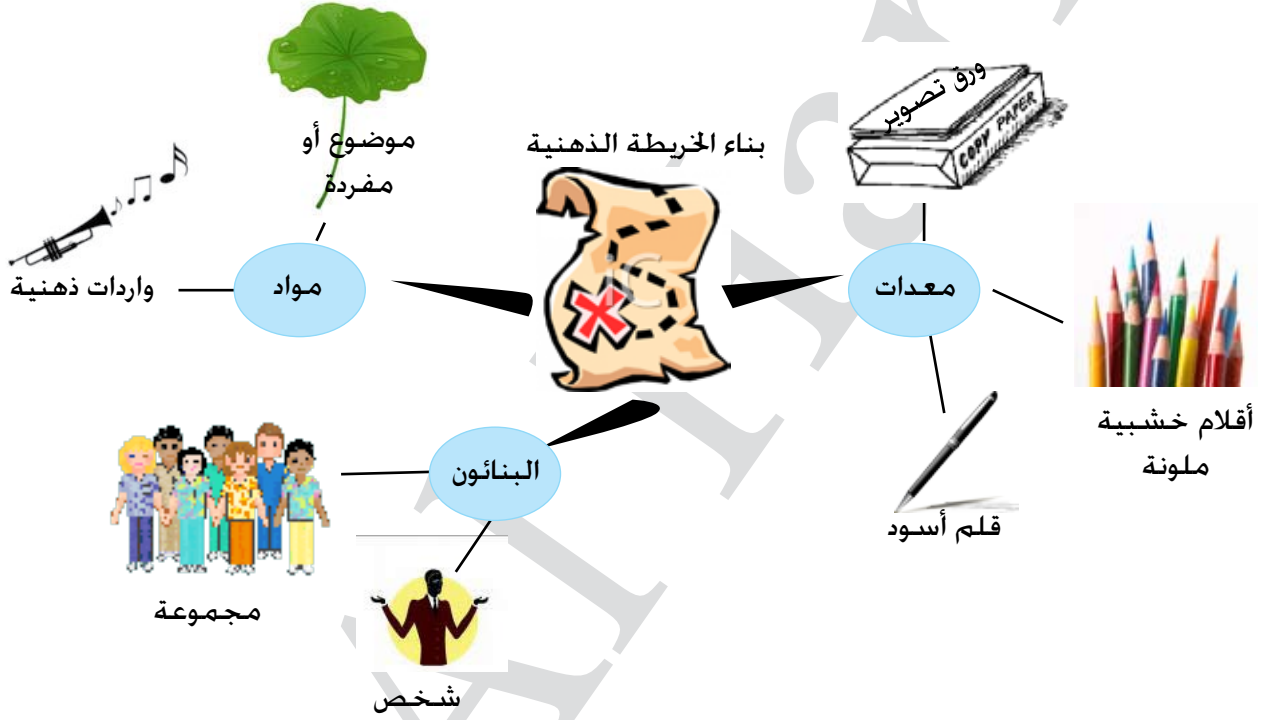 بناء الخريطة الذهنية
ورق تصوير
COPY PAPER
معدات
أقلام خشبية
ملونة
قلم أسود
موضوع أو
مفردة
مواد
واردات ذهنية
البنائون
مجموعة
شخص